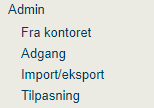 Admin
Fra kontoret
Adgang
Import/eksport
Tilpasning